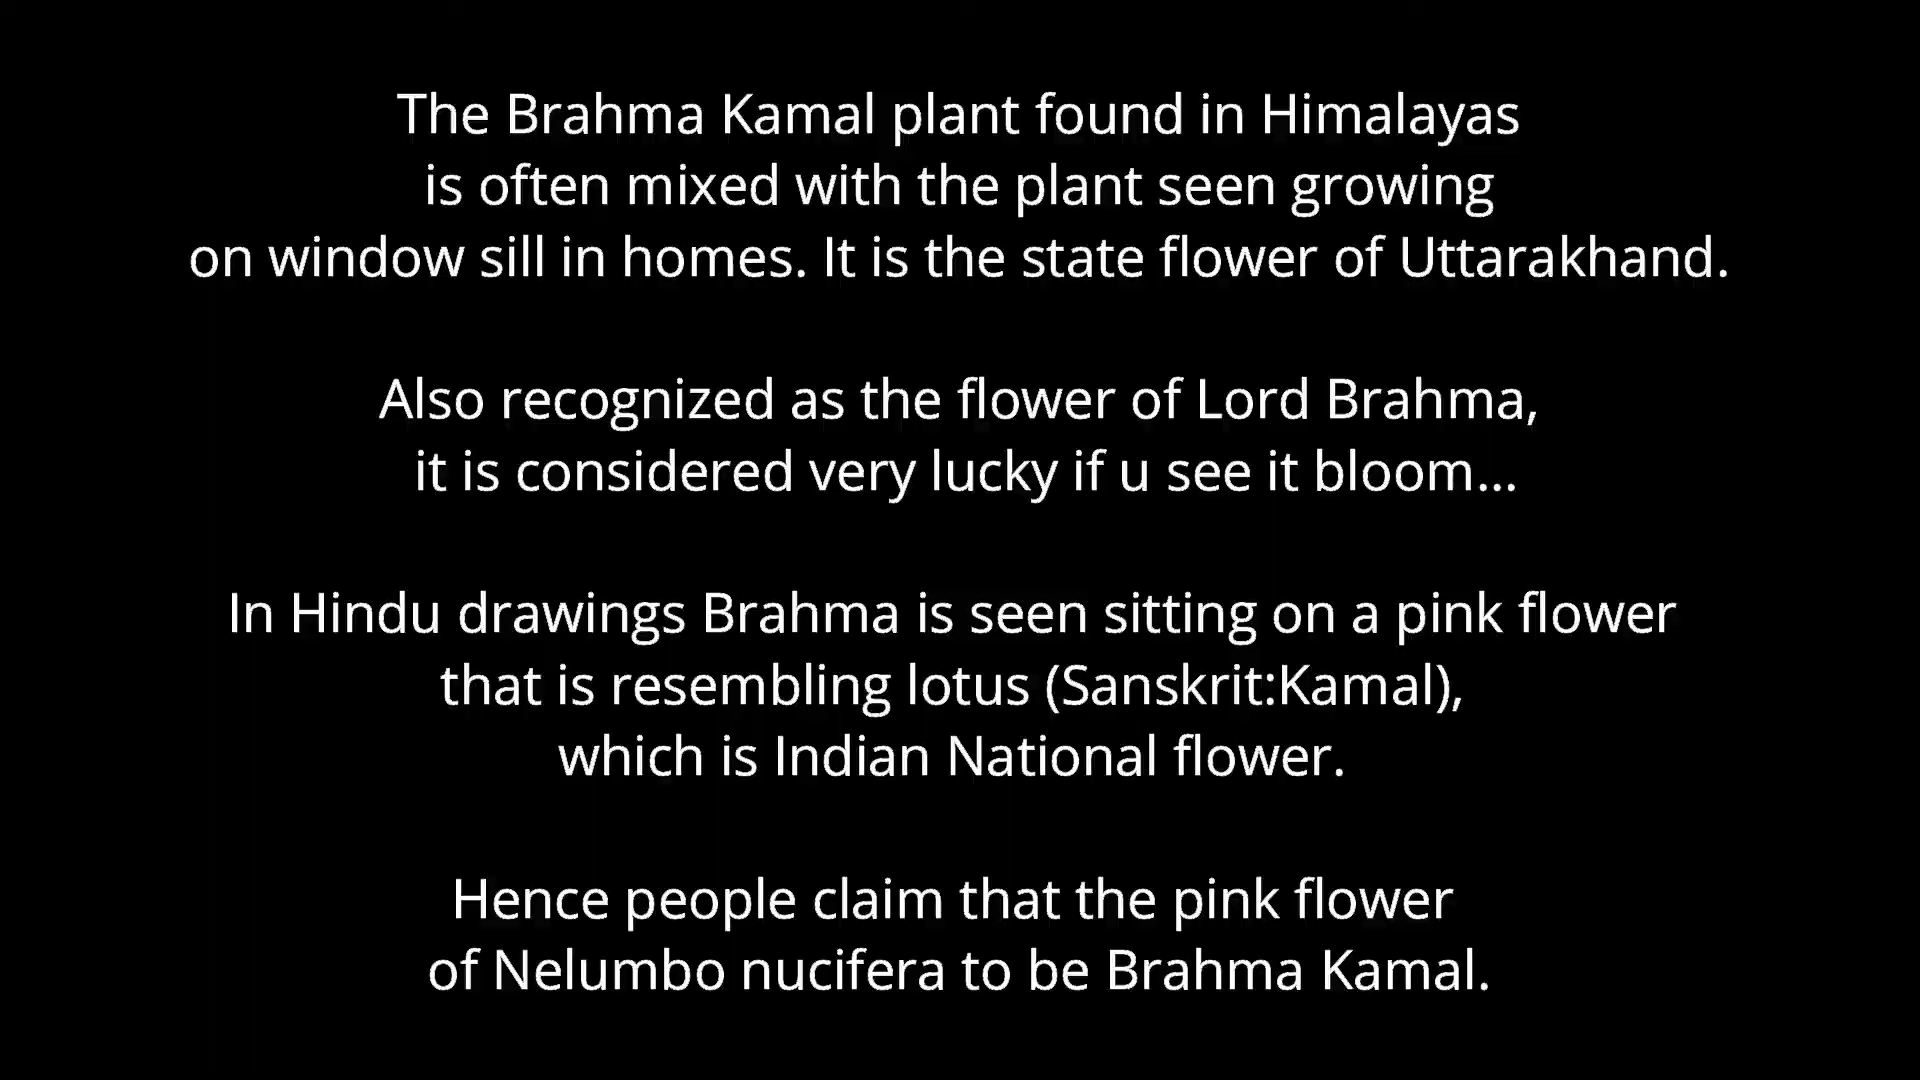 The Brahma Kamal plant found in Himalayas
is often mixed with the plant seen growing
on window sill in homes. It is the state flower of Uttarakhand.
Also recognized as the flower of Lord Brahma,
it is considered very lucky if u see it bloom...
In Hindu drawings Brahma is seen sitting on a pink flower
that is resembling lotus (Sanskrit:Kamal),
which is Indian National flower.
Hence people claim that the pink flower
of Nelumbo nucifera to be Brahma Kamal.